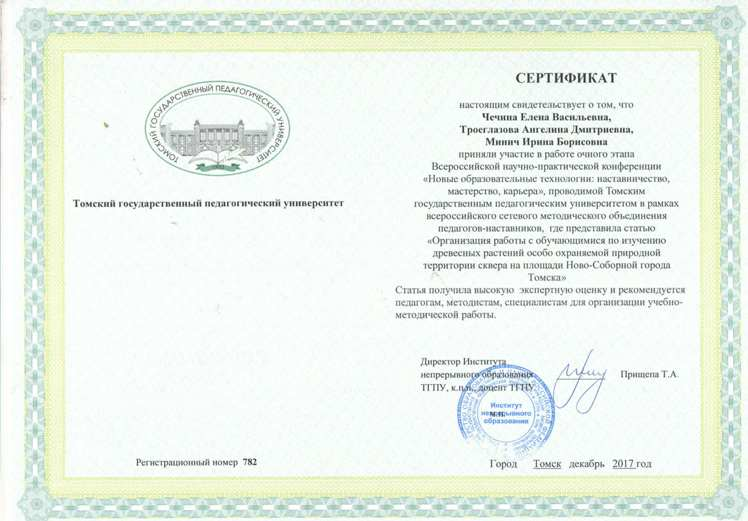 ТОМСКИЙ ГОСУДАРСТВЕННЫЙ ПЕДАГОГИЧЕСКИЙ УНИВЕРСИТЕТ
Томский государственный педагогический университет
Регистрационный номер 782
СЕРТИФИКАТ
настоящим свидетельствует о том, что
Чечина Елена Васильевна,
Троеглазова Ангелина Дмитриевна,
Минич Ирина Борисовна
приняли участие в работе очного этапа
Всероссийской научно-практической конференции
«Новые образовательные технологии: наставничество,
мастерство, карьера», проводимой Томским
государственным педагогическим университетом в рамках
всероссийского сетевого методического объединения
педагогов-наставников, где представила статью
«Организация работы с обучающимися по изучению
древесных растений особо охраняемой природной
территории сквера на площади Ново-Соборной города
Томска»
Статья получила высокую экспертную оценку и рекомендуется
педагогам, методистам, специалистам для организации учебно-
методической работы.
Директор Института
непрерывного образования
ТГПУ, к.п.н., доцент ТГПУ
Прищепа Т.А.
м.п.
Институт
непрерывного
образования
Город Томск декабрь 2017 год